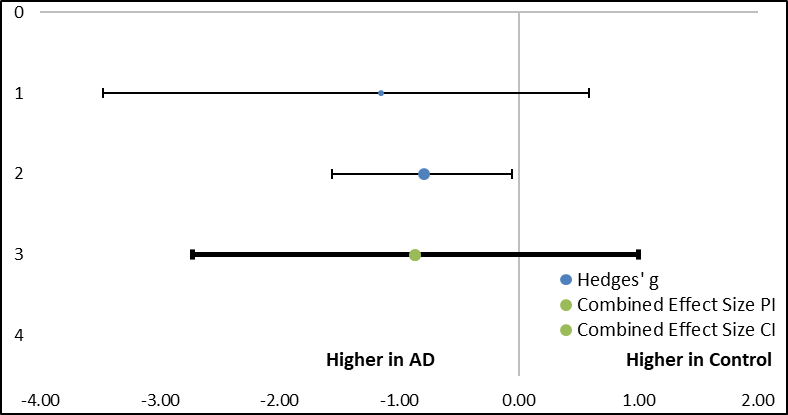 0
1
2
3
Hedges' g
Combined Effect Size PI
Combined Effect Size CI
4
Higher in AD Higher in Control
-4.00 -3.00 -2.00 -1.00 0.00 1.00 2.00